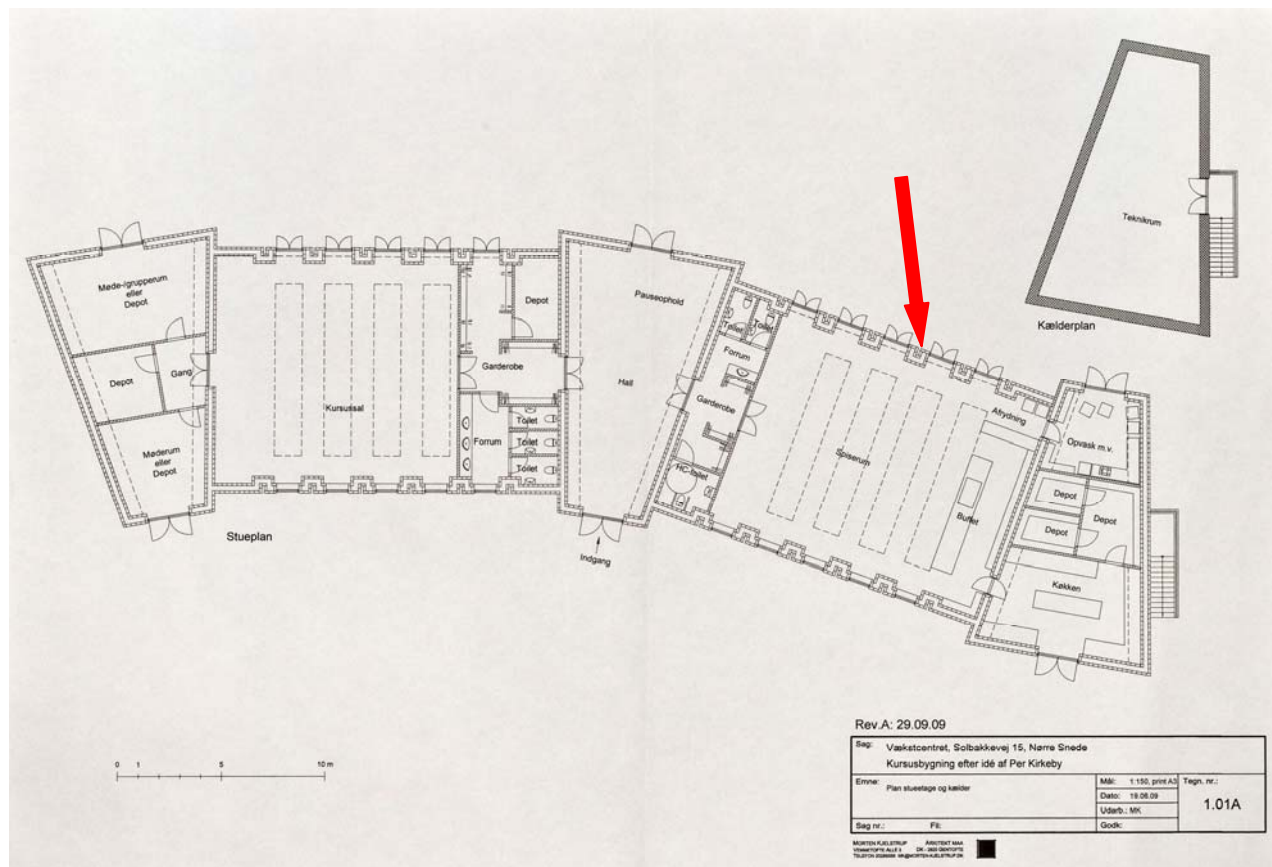 Teknikrum
Kælderplan
Møde-/grupperum
eller
Depot
Depot
Gang
Møderum
eller
Depot
Kursussal
Garderobe
Depot
Forrum
Toilet
Toilet
Toilet
Pauseophold
Hall
Toilet
Toilet
Forrum
Garderobe
HC-toilet
Spiserum
Afrydning
Buffet
Opvask m.v.
Depot
Depot
Depot
Køkken
Stueplan
Indgang
0 1 5 10 m
Rev.A: 29.09.09
Sag: Vækstcentret, Solbakkevej 15, Nørre Snede
Kursusbygning efter idé af Per Kirkeby
Emne: Plan stueetage og kælder
Mål: 1:150, print A3
Dato: 19.06.09
Udarb.: MK
Godk:
Tegn. nr.:
1.01A
Sag nr.: Fil:
MORTEN KJELSTRUP ARKITEKT MAA